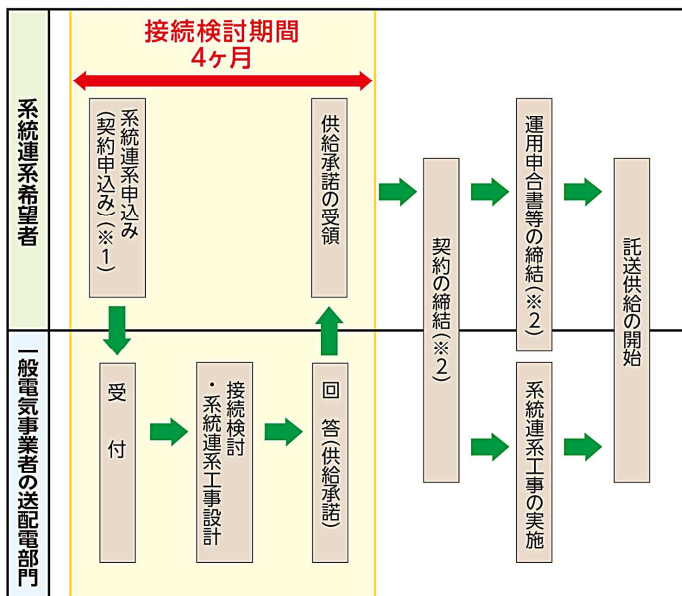 接続検討期間
4ヶ月
系統連系希望者
系統連系申込み
(契約申込み)(※1)
供給承諾の受領
契約の締結(※2)
運用申合書等の締結(※2)
託送供給の開始
一般電気事業者の送配電部門
受付
接続検討
・系統連系工事設計
回答(供給承諾)
系統連系工事の実施